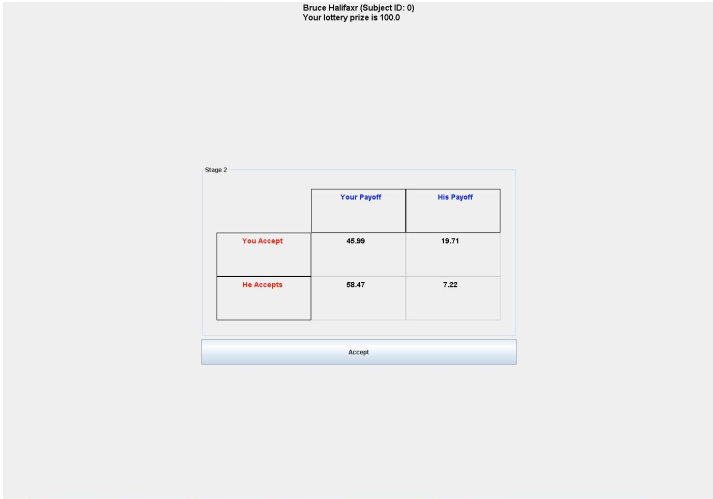 Bruce Halifaxr (Subject ID: 0)
Your lottery prize is 100.0
Stage 2
Your Payoff His Payoff
You Accept 45.99 19.71
He Accepts 58.47 7.22
Accept